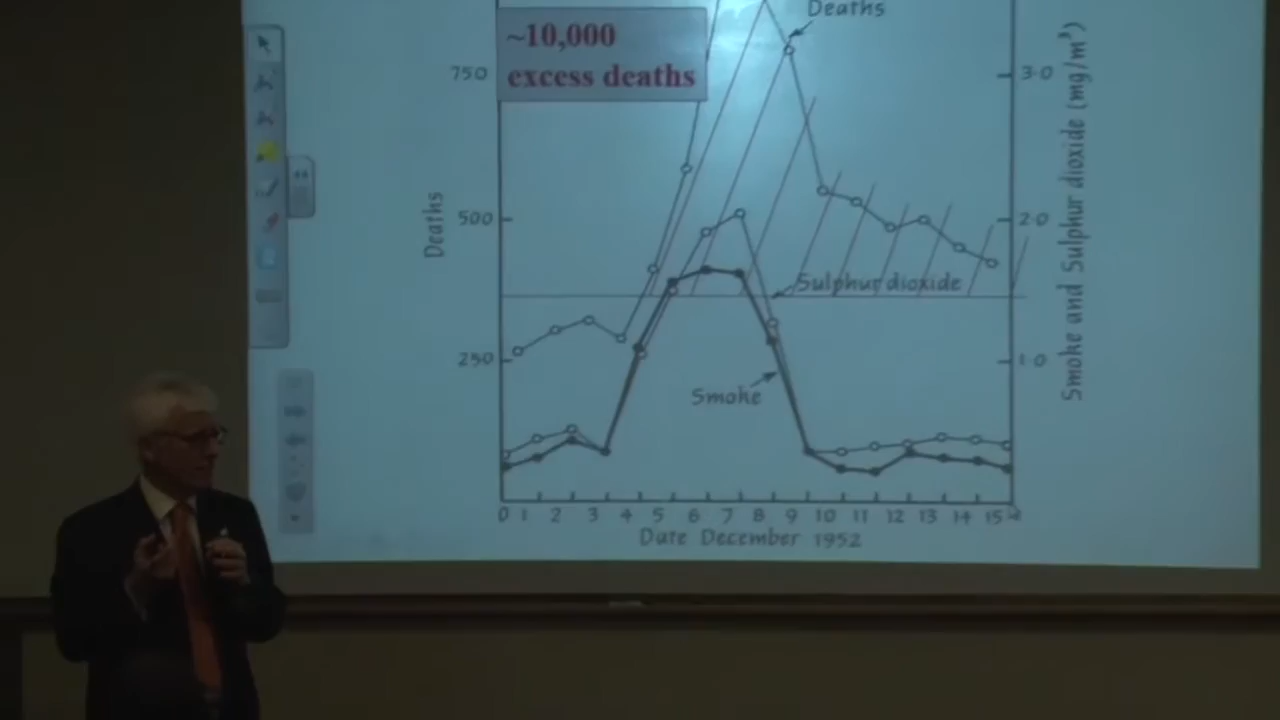 Deaths
~10,000
excess deaths
750
500
250
Deaths
3·0
2·0
1·0
Smoke and Sulphur dioxide (mg/m³)
Sulphur dioxide
Smoke
0 1 2 3 4 5 6 7 8 9 10 11 12 13 14 15
Date December 1952